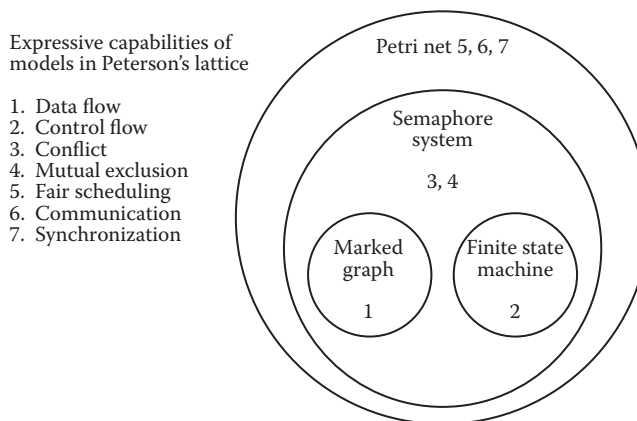 Expressive capabilities of
models in Peterson's lattice
1. Data flow
2. Control flow
3. Conflict
4. Mutual exclusion
5. Fair scheduling
6. Communication
7. Synchronization
Petri net 5, 6, 7
Semaphore
system
3, 4
Marked
graph
1
Finite state
machine
2